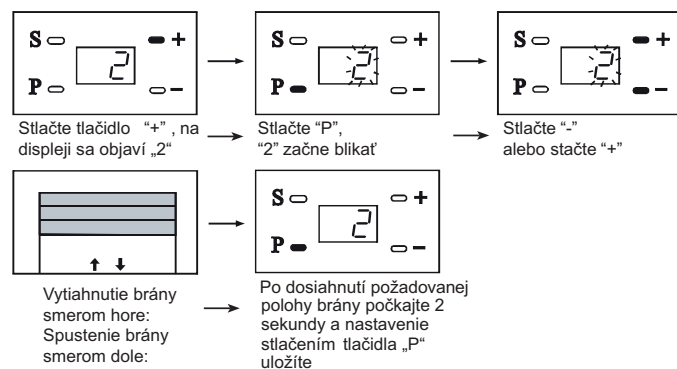 S +
2
P –
Stlačte tlačidlo “+” , na
displeji sa objaví „2“
S +
2
P –
Stlačte “P”,
“2” začne blikať
S +
2
P –
Stlačte “-”
alebo stačte “+”
Vytiahnutie brány
smerom hore:
Spustenie brány
smerom dole:
S +
2
P –
Po dosiahnutí požadovanej
polohy brány počkajte 2
sekundy a nastavenie
stlačením tlačidla „P“
uložíte